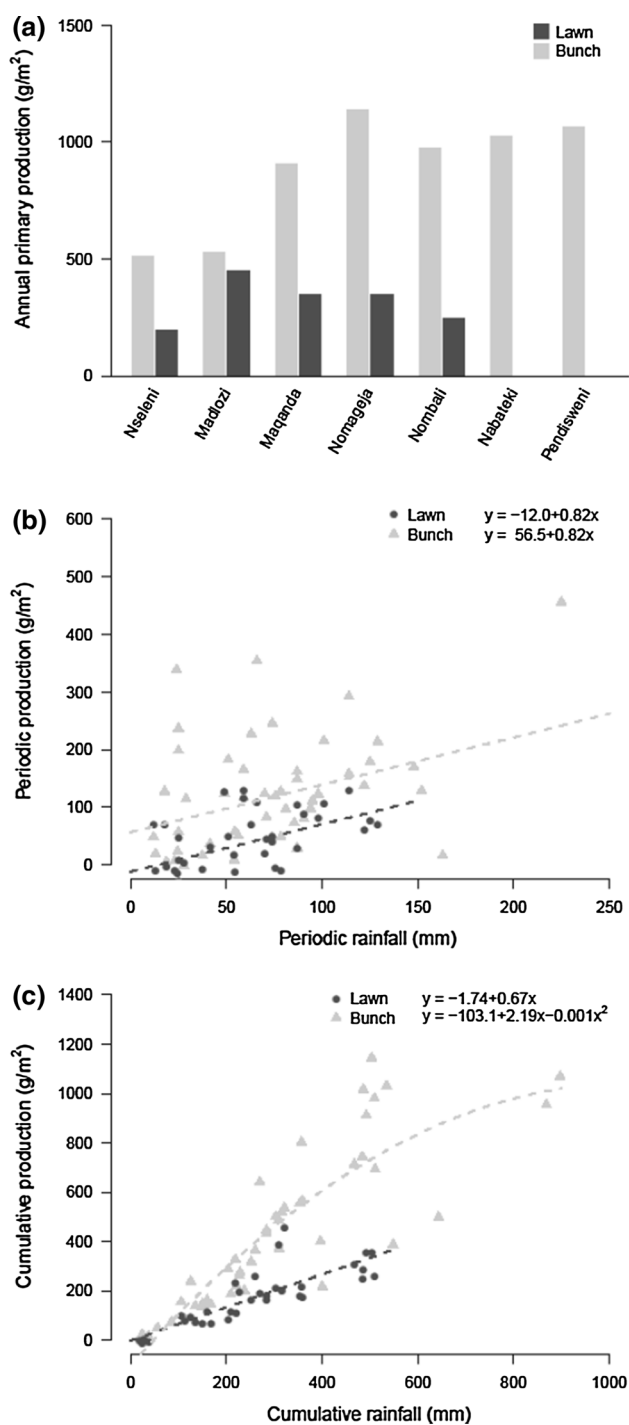 (a)
Annual primary production (g/m²)
1500
1000
500
0
Lawn
Bunch
Nseleni
Madlozi
Maqanda
Nomageja
Nombali
Nabateki
Pendisweni
(b)
Periodic production (g/m²)
600
500
400
300
200
100
0
Lawn y = −12.0+0.82x
Bunch y = 56.5+0.82x
0 50 100 150 200 250
Periodic rainfall (mm)
(c)
Cumulative production (g/m²)
1400
1200
1000
800
600
400
200
0
Lawn y = −1.74+0.67x
Bunch y = −103.1+2.19x−0.001x²
0 200 400 600 800 1000
Cumulative rainfall (mm)